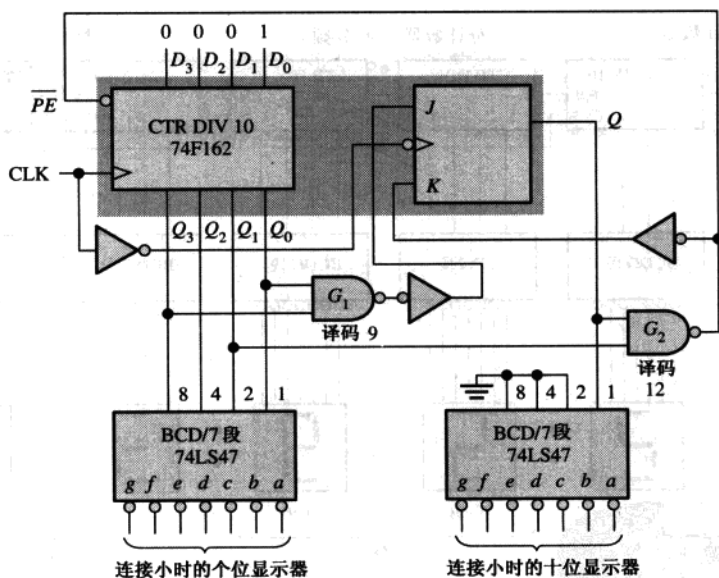 0 0 0 1
D3 D2 D1 D0
PE
CTR DIV 10
74F162
J
Q
CLK
K
Q3 Q2 Q1 Q0
G1
译码 9
G2
译码
12
8 4 2 1
8 4 2 1
BCD/7 段
74LS47
g f e d c b a
BCD/7 段
74LS47
g f e d c b a
连接小时的个位显示器
连接小时的十位显示器